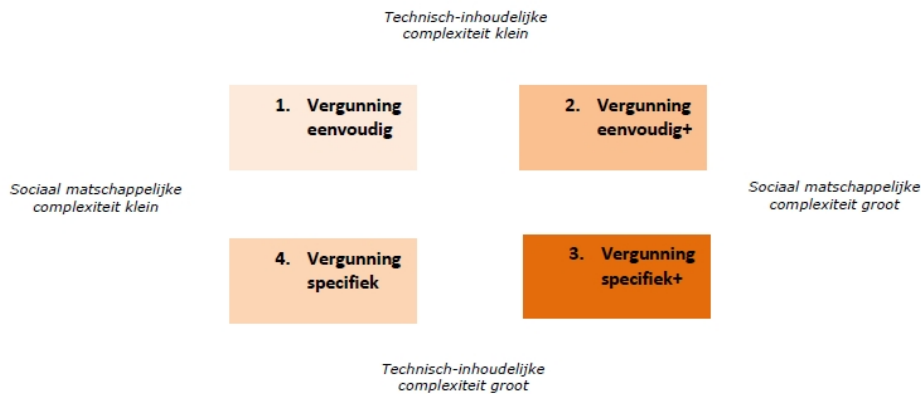 Technisch-inhoudelijke
complexiteit klein
1. Vergunning
eenvoudig
2. Vergunning
eenvoudig+
Sociaal matschappelijke
complexiteit klein
Sociaal matschappelijke
complexiteit groot
4. Vergunning
specifiek
3. Vergunning
specifiek+
Technisch-inhoudelijke
complexiteit groot